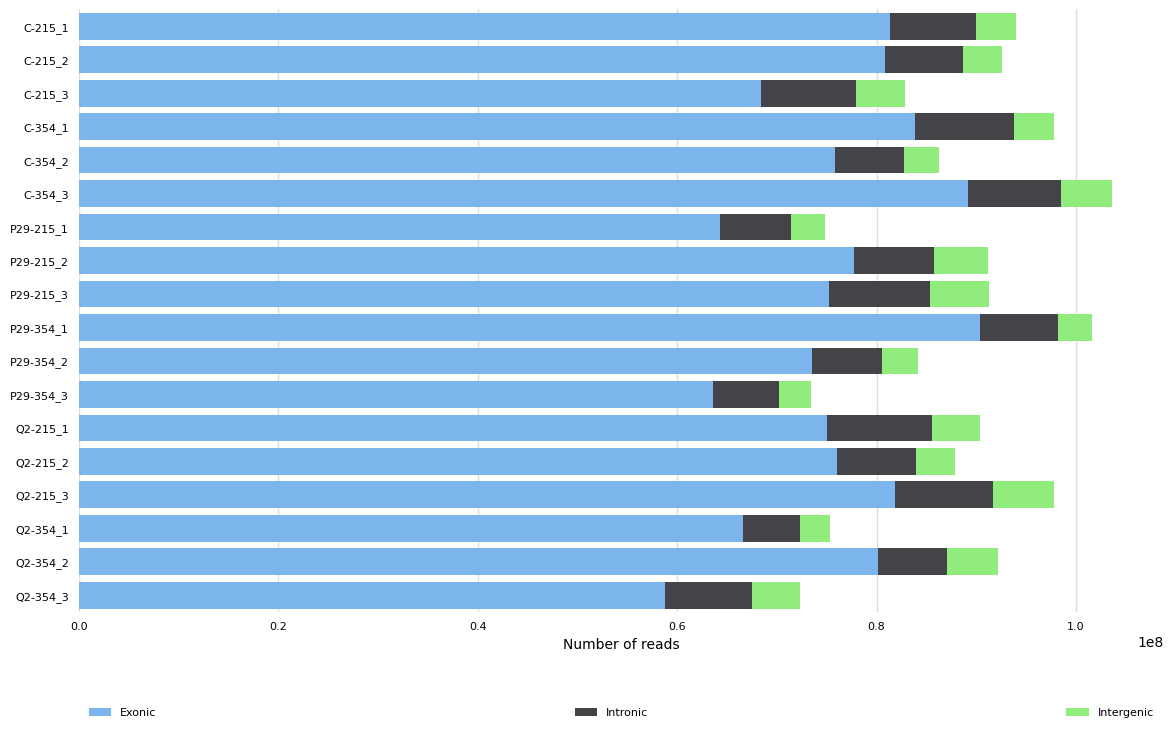 C-215_1
C-215_2
C-215_3
C-354_1
C-354_2
C-354_3
P29-215_1
P29-215_2
P29-215_3
P29-354_1
P29-354_2
P29-354_3
Q2-215_1
Q2-215_2
Q2-215_3
Q2-354_1
Q2-354_2
Q2-354_3
0.0 0.2 0.4 0.6 0.8 1.0
Number of reads 1e8
Exonic Intronic Intergenic